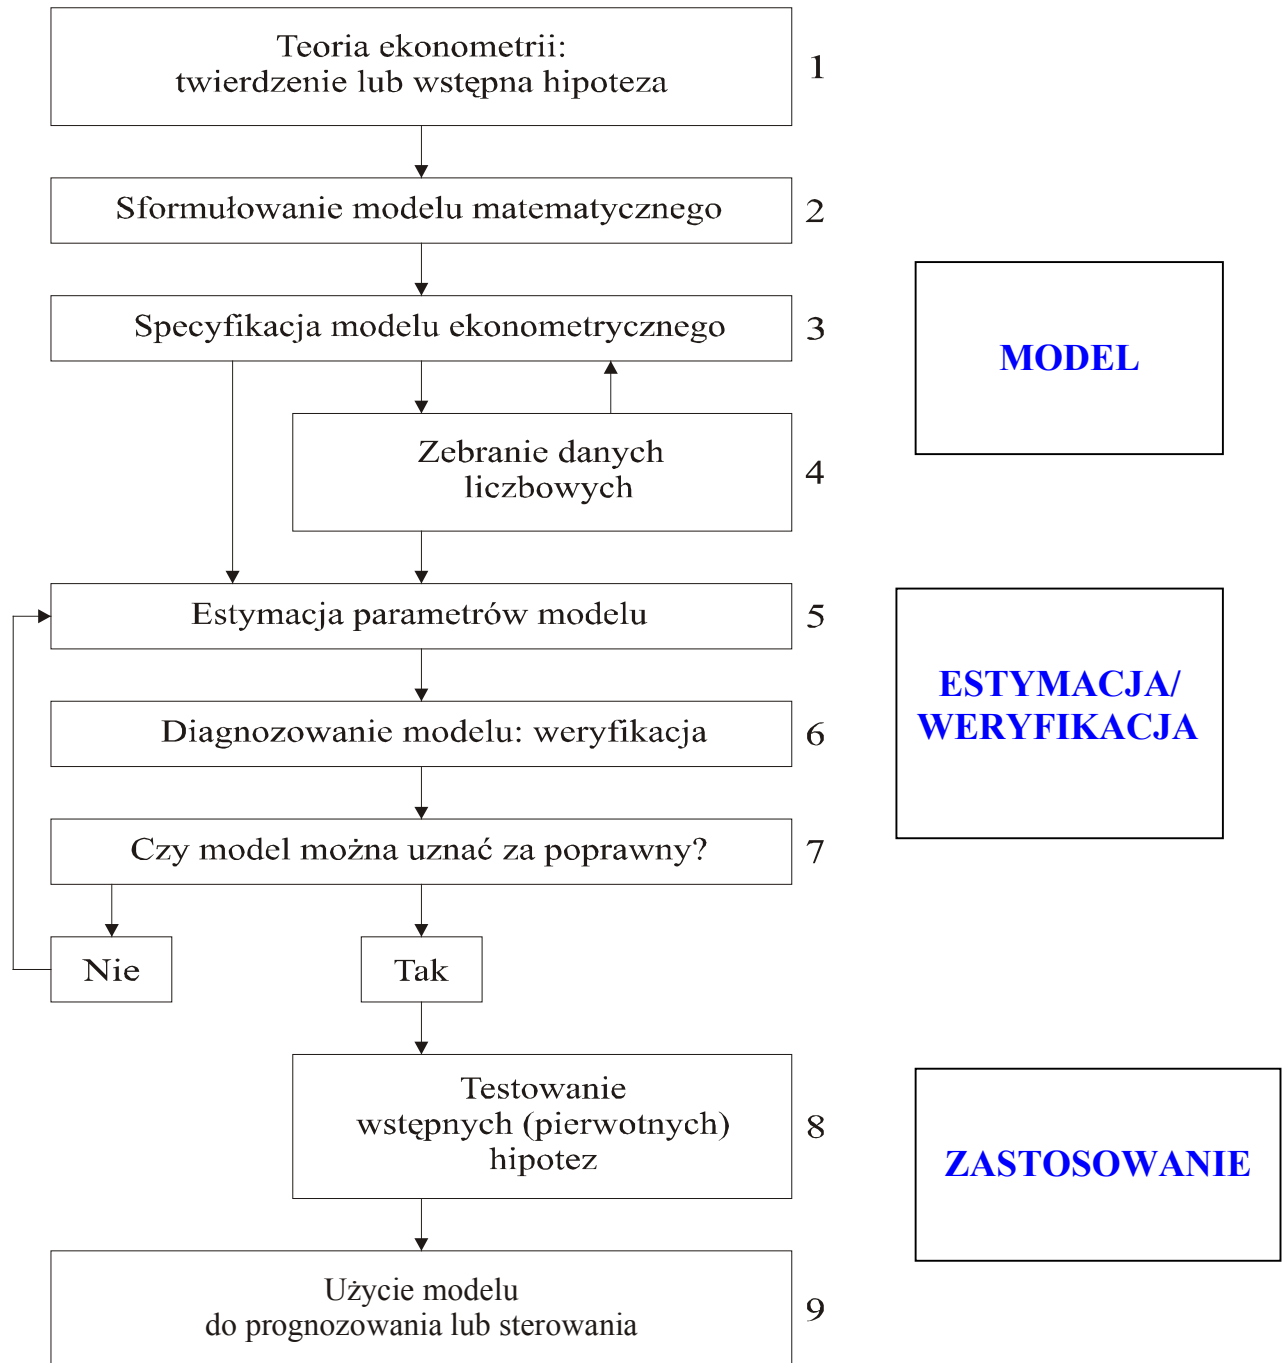 Teoria ekonometrii:
twierdzenie lub wstępna hipoteza
1
Sformułowanie modelu matematycznego
2
Specyfikacja modelu ekonometrycznego
3
MODEL
Zebranie danych
liczbowych
4
Estymacja parametrów modelu
5
ESTYMACJA/
WERYFIKACJA
Diagnozowanie modelu: weryfikacja
6
Czy model można uznać za poprawny?
7
Nie
Tak
Testowanie
wstępnych (pierwotnych)
hipotez
8
ZASTOSOWANIE
Użycie modelu
do prognozowania lub sterowania
9